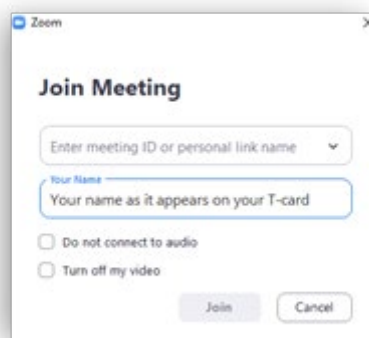 Zoom
Join Meeting
Enter meeting ID or personal link name
Your Name
Your name as it appears on your T-card
Do not connect to audio
Turn off my video
Join Cancel